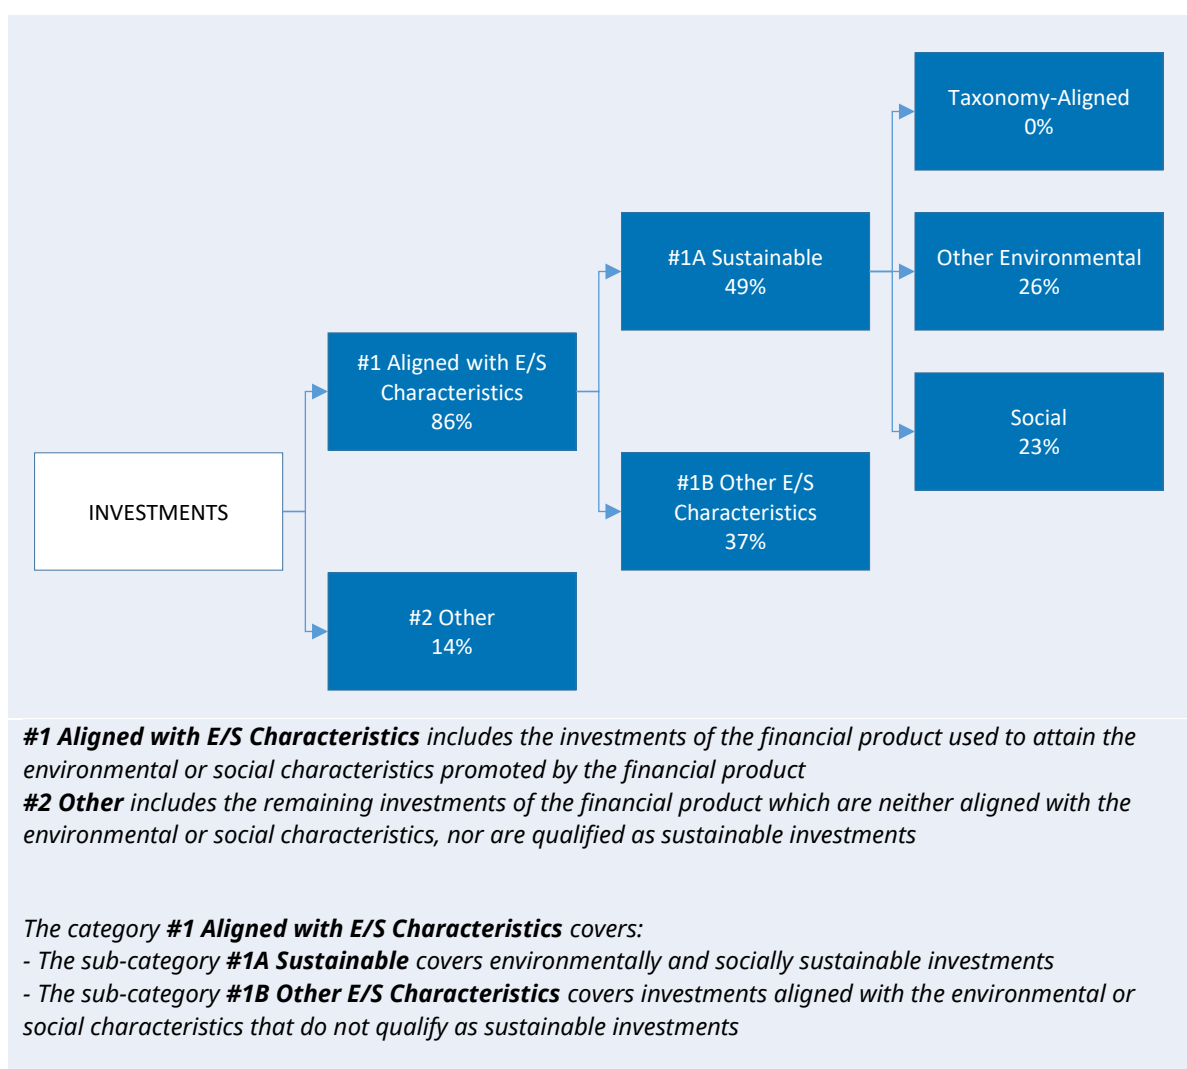 Taxonomy-Aligned
0%
#1A Sustainable
49%
Other Environmental
26%
#1 Aligned with E/S
Characteristics
86%
Social
23%
#1B Other E/S
Characteristics
37%
INVESTMENTS
#2 Other
14%
#1 Aligned with E/S Characteristics includes the investments of the financial product used to attain the
environmental or social characteristics promoted by the financial product
#2 Other includes the remaining investments of the financial product which are neither aligned with the
environmental or social characteristics, nor are qualified as sustainable investments
The category #1 Aligned with E/S Characteristics covers:
- The sub-category #1A Sustainable covers environmentally and socially sustainable investments
- The sub-category #1B Other E/S Characteristics covers investments aligned with the environmental or
social characteristics that do not qualify as sustainable investments